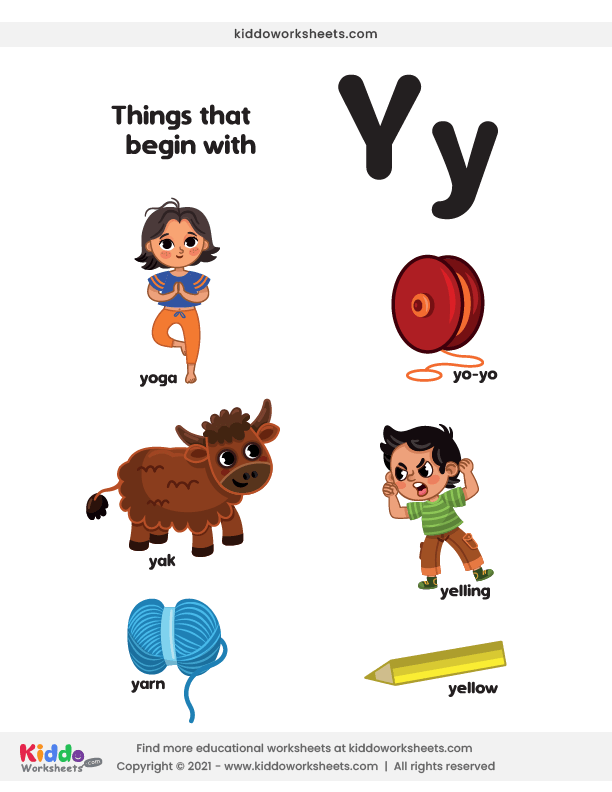 kiddoworksheets.com
Things that
begin with
Y y
yoga
yo-yo
yak
yelling
yarn
yellow
Kiddo
Worksheets
.com
Find more educational worksheets at kiddoworksheets.com
Copyright © 2021 - www.kiddoworksheets.com | All rights reserved